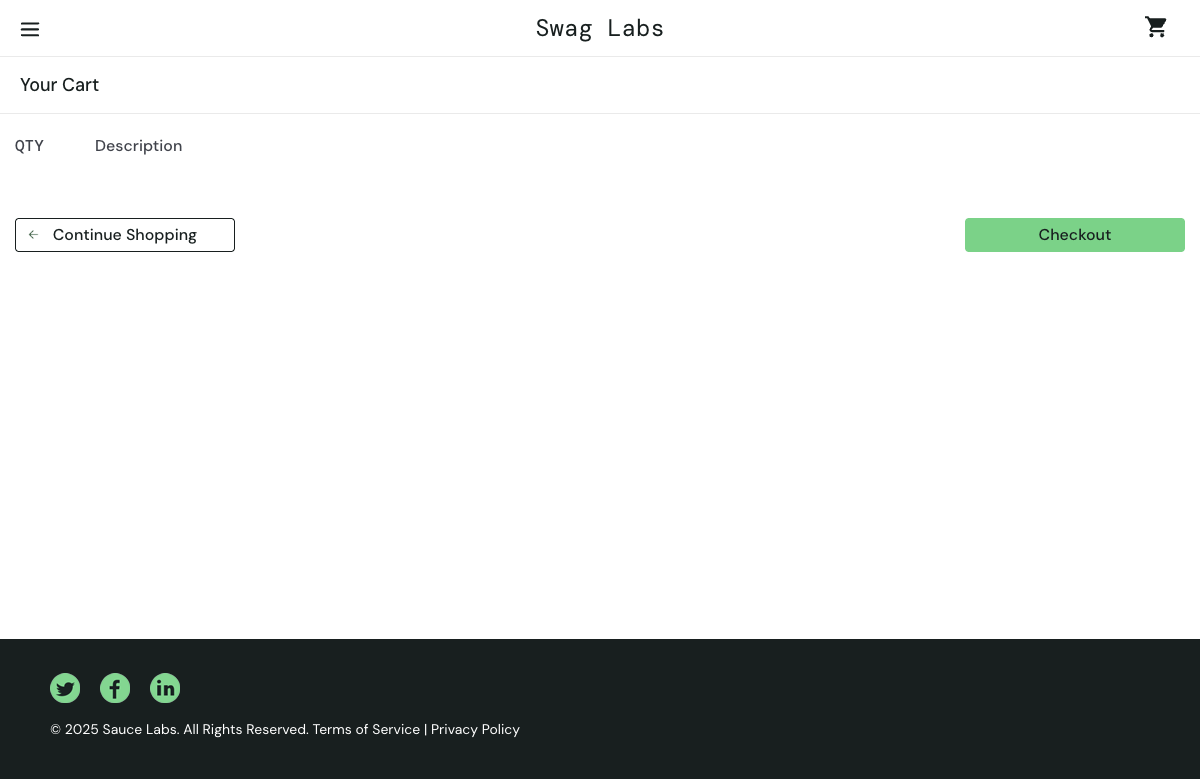 Swag Labs
Your Cart
QTY Description
Continue Shopping Checkout
© 2025 Sauce Labs. All Rights Reserved. Terms of Service | Privacy Policy